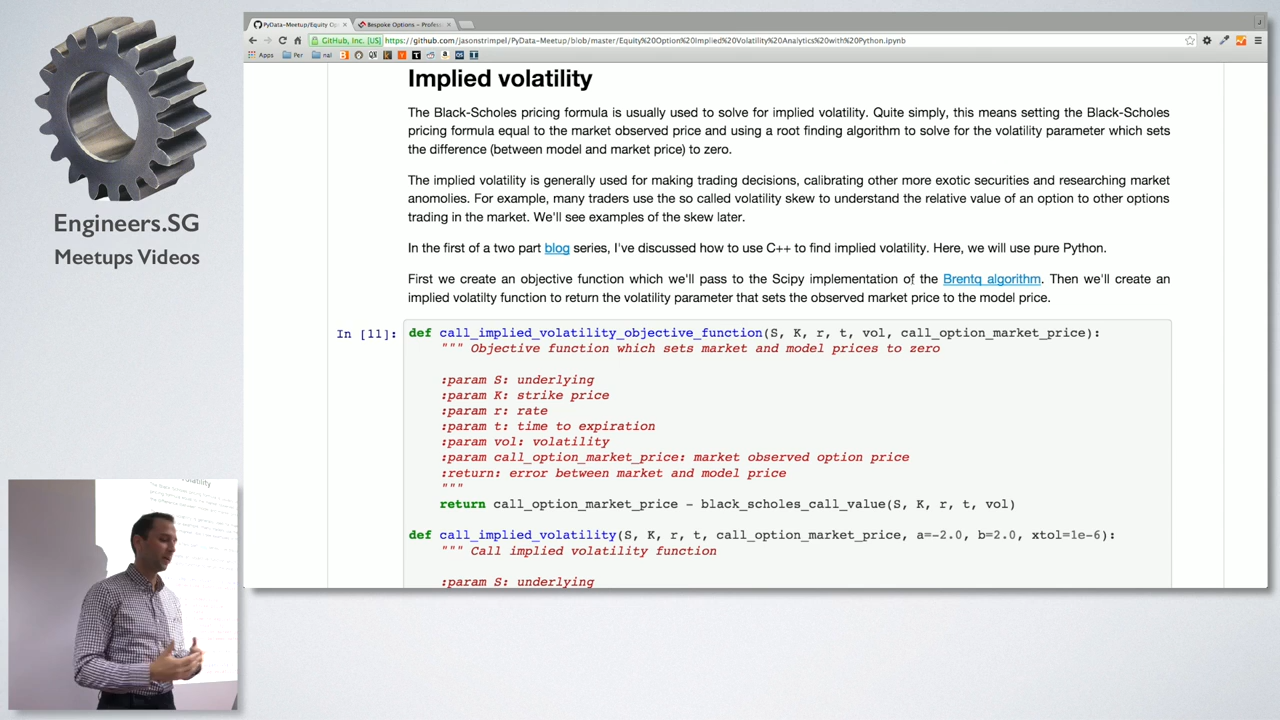 PyData-Meetup/Equity Op
Bespoke Options – Profess
GitHub, Inc. [US] https://github.com/jasonstrimpel/PyData-Meetup/blob/master/Equity%20Option%20Implied%20Volatility%20Analytics%20with%20Python.ipynb
Apps Per nal
Implied volatility
The Black-Scholes pricing formula is usually used to solve for implied volatility. Quite simply, this means setting the Black-Scholes
pricing formula equal to the market observed price and using a root finding algorithm to solve for the volatility parameter which sets
the difference (between model and market price) to zero.
The implied volatility is generally used for making trading decisions, calibrating other more exotic securities and researching market
anomolies. For example, many traders use the so called volatility skew to understand the relative value of an option to other options
trading in the market. We'll see examples of the skew later.
In the first of a two part blog series, I've discussed how to use C++ to find implied volatility. Here, we will use pure Python.
First we create an objective function which we'll pass to the Scipy implementation of the Brentq algorithm. Then we'll create an
implied volatilty function to return the volatility parameter that sets the observed market price to the model price.
In [11]: def call_implied_volatility_objective_function(S, K, r, t, vol, call_option_market_price):
""" Objective function which sets market and model prices to zero
:param S: underlying
:param K: strike price
:param r: rate
:param t: time to expiration
:param vol: volatility
:param call_option_market_price: market observed option price
:return: error between market and model price
"""
return call_option_market_price - black_scholes_call_value(S, K, r, t, vol)
def call_implied_volatility(S, K, r, t, call_option_market_price, a=-2.0, b=2.0, xtol=1e-6):
""" Call implied volatility function
:param S: underlying
Engineers.SG
Meetups Videos